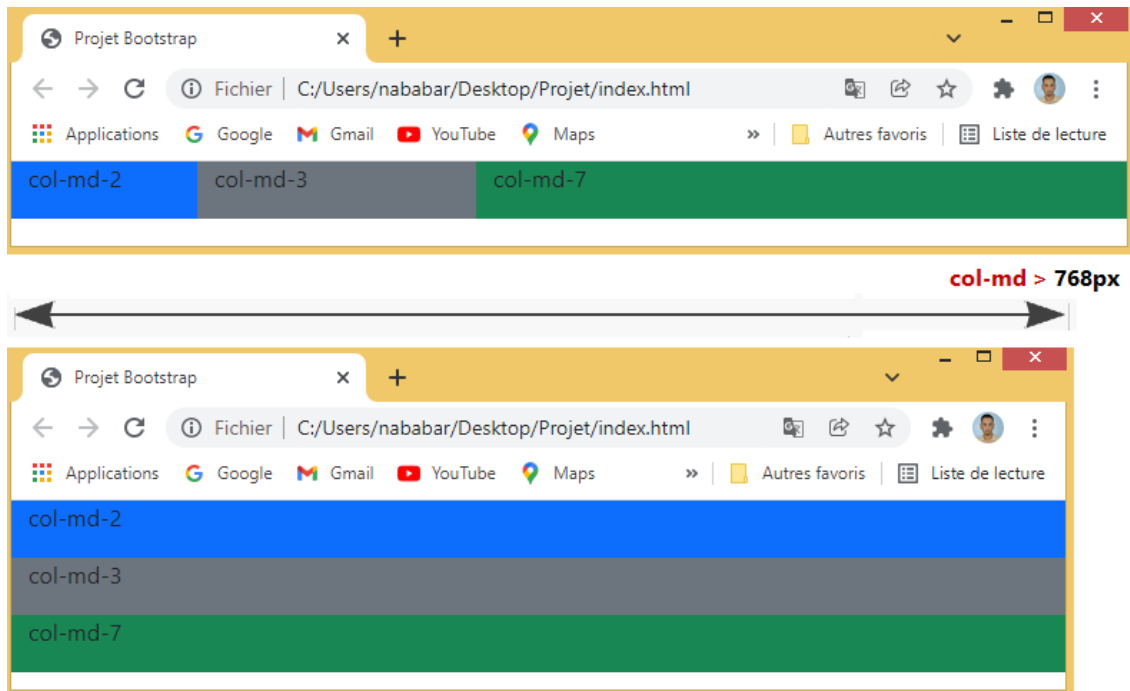 Projet Bootstrap
Fichier C:/Users/nababar/Desktop/Projet/index.html
Applications Google Gmail YouTube Maps » Autres favoris Liste de lecture
col-md-2 col-md-3 col-md-7
col-md > 768px
Projet Bootstrap
Fichier C:/Users/nababar/Desktop/Projet/index.html
Applications Google Gmail YouTube Maps » Autres favoris Liste de lecture
col-md-2
col-md-3
col-md-7